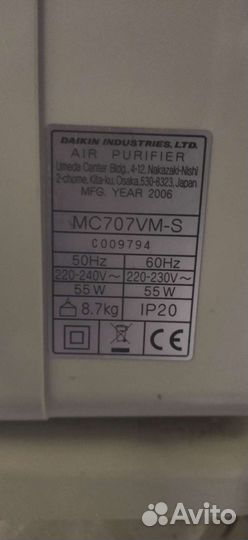 DAIKIN INDUSTRIES, LTD.
AIR PURIFIER
Umeda Center Bldg., 4-12, Nakazaki-Nishi
2-chome, Kita-ku, Osaka, 530-8323, Japan
MFG. YEAR 2006
MC707VM-S
C009794
50Hz 60Hz
220-240V~ 220-230V~
55W 55W
8.7kg IP20
CE
Avito